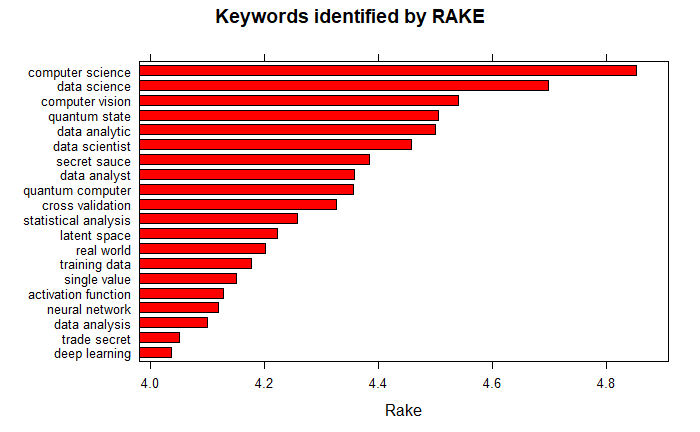 Keywords identified by RAKE
computer science
data science
computer vision
quantum state
data analytic
data scientist
secret sauce
data analyst
quantum computer
cross validation
statistical analysis
latent space
real world
training data
single value
activation function
neural network
data analysis
trade secret
deep learning
4.0 4.2 4.4 4.6 4.8
Rake